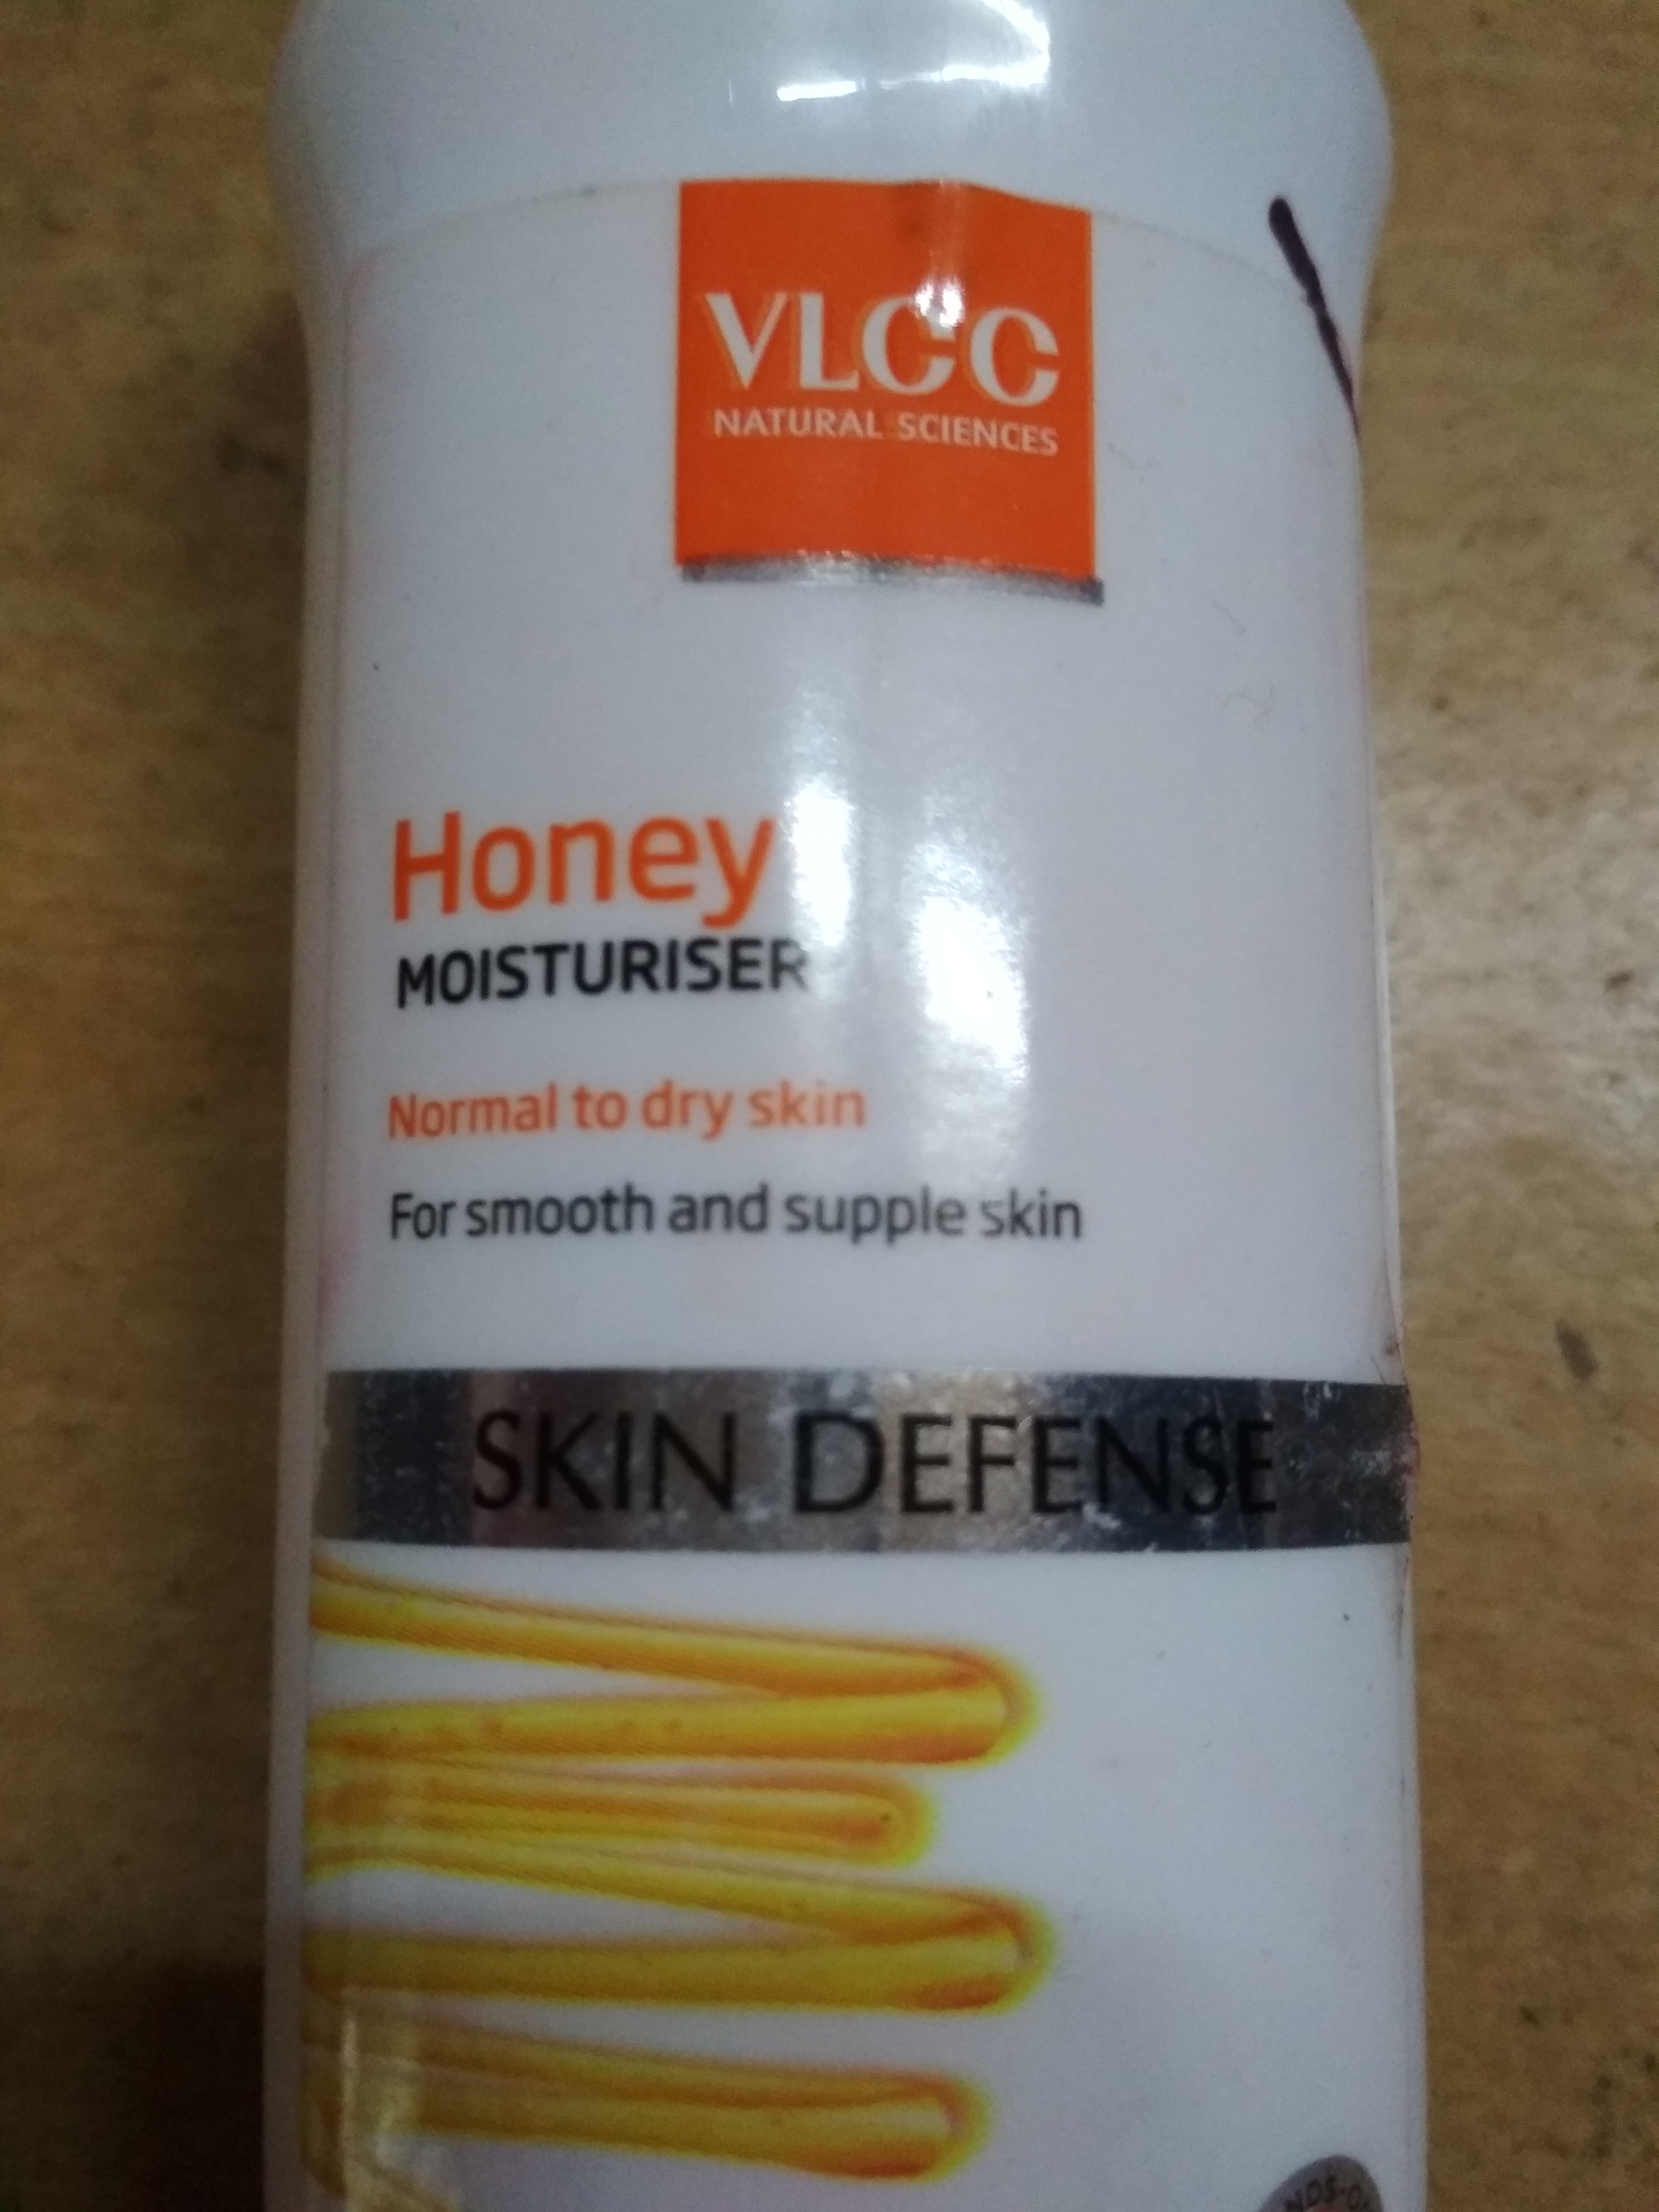 VLCC
NATURAL SCIENCES
Honey
MOISTURISER
Normal to dry skin
For smooth and supple skin
SKIN DEFENSE